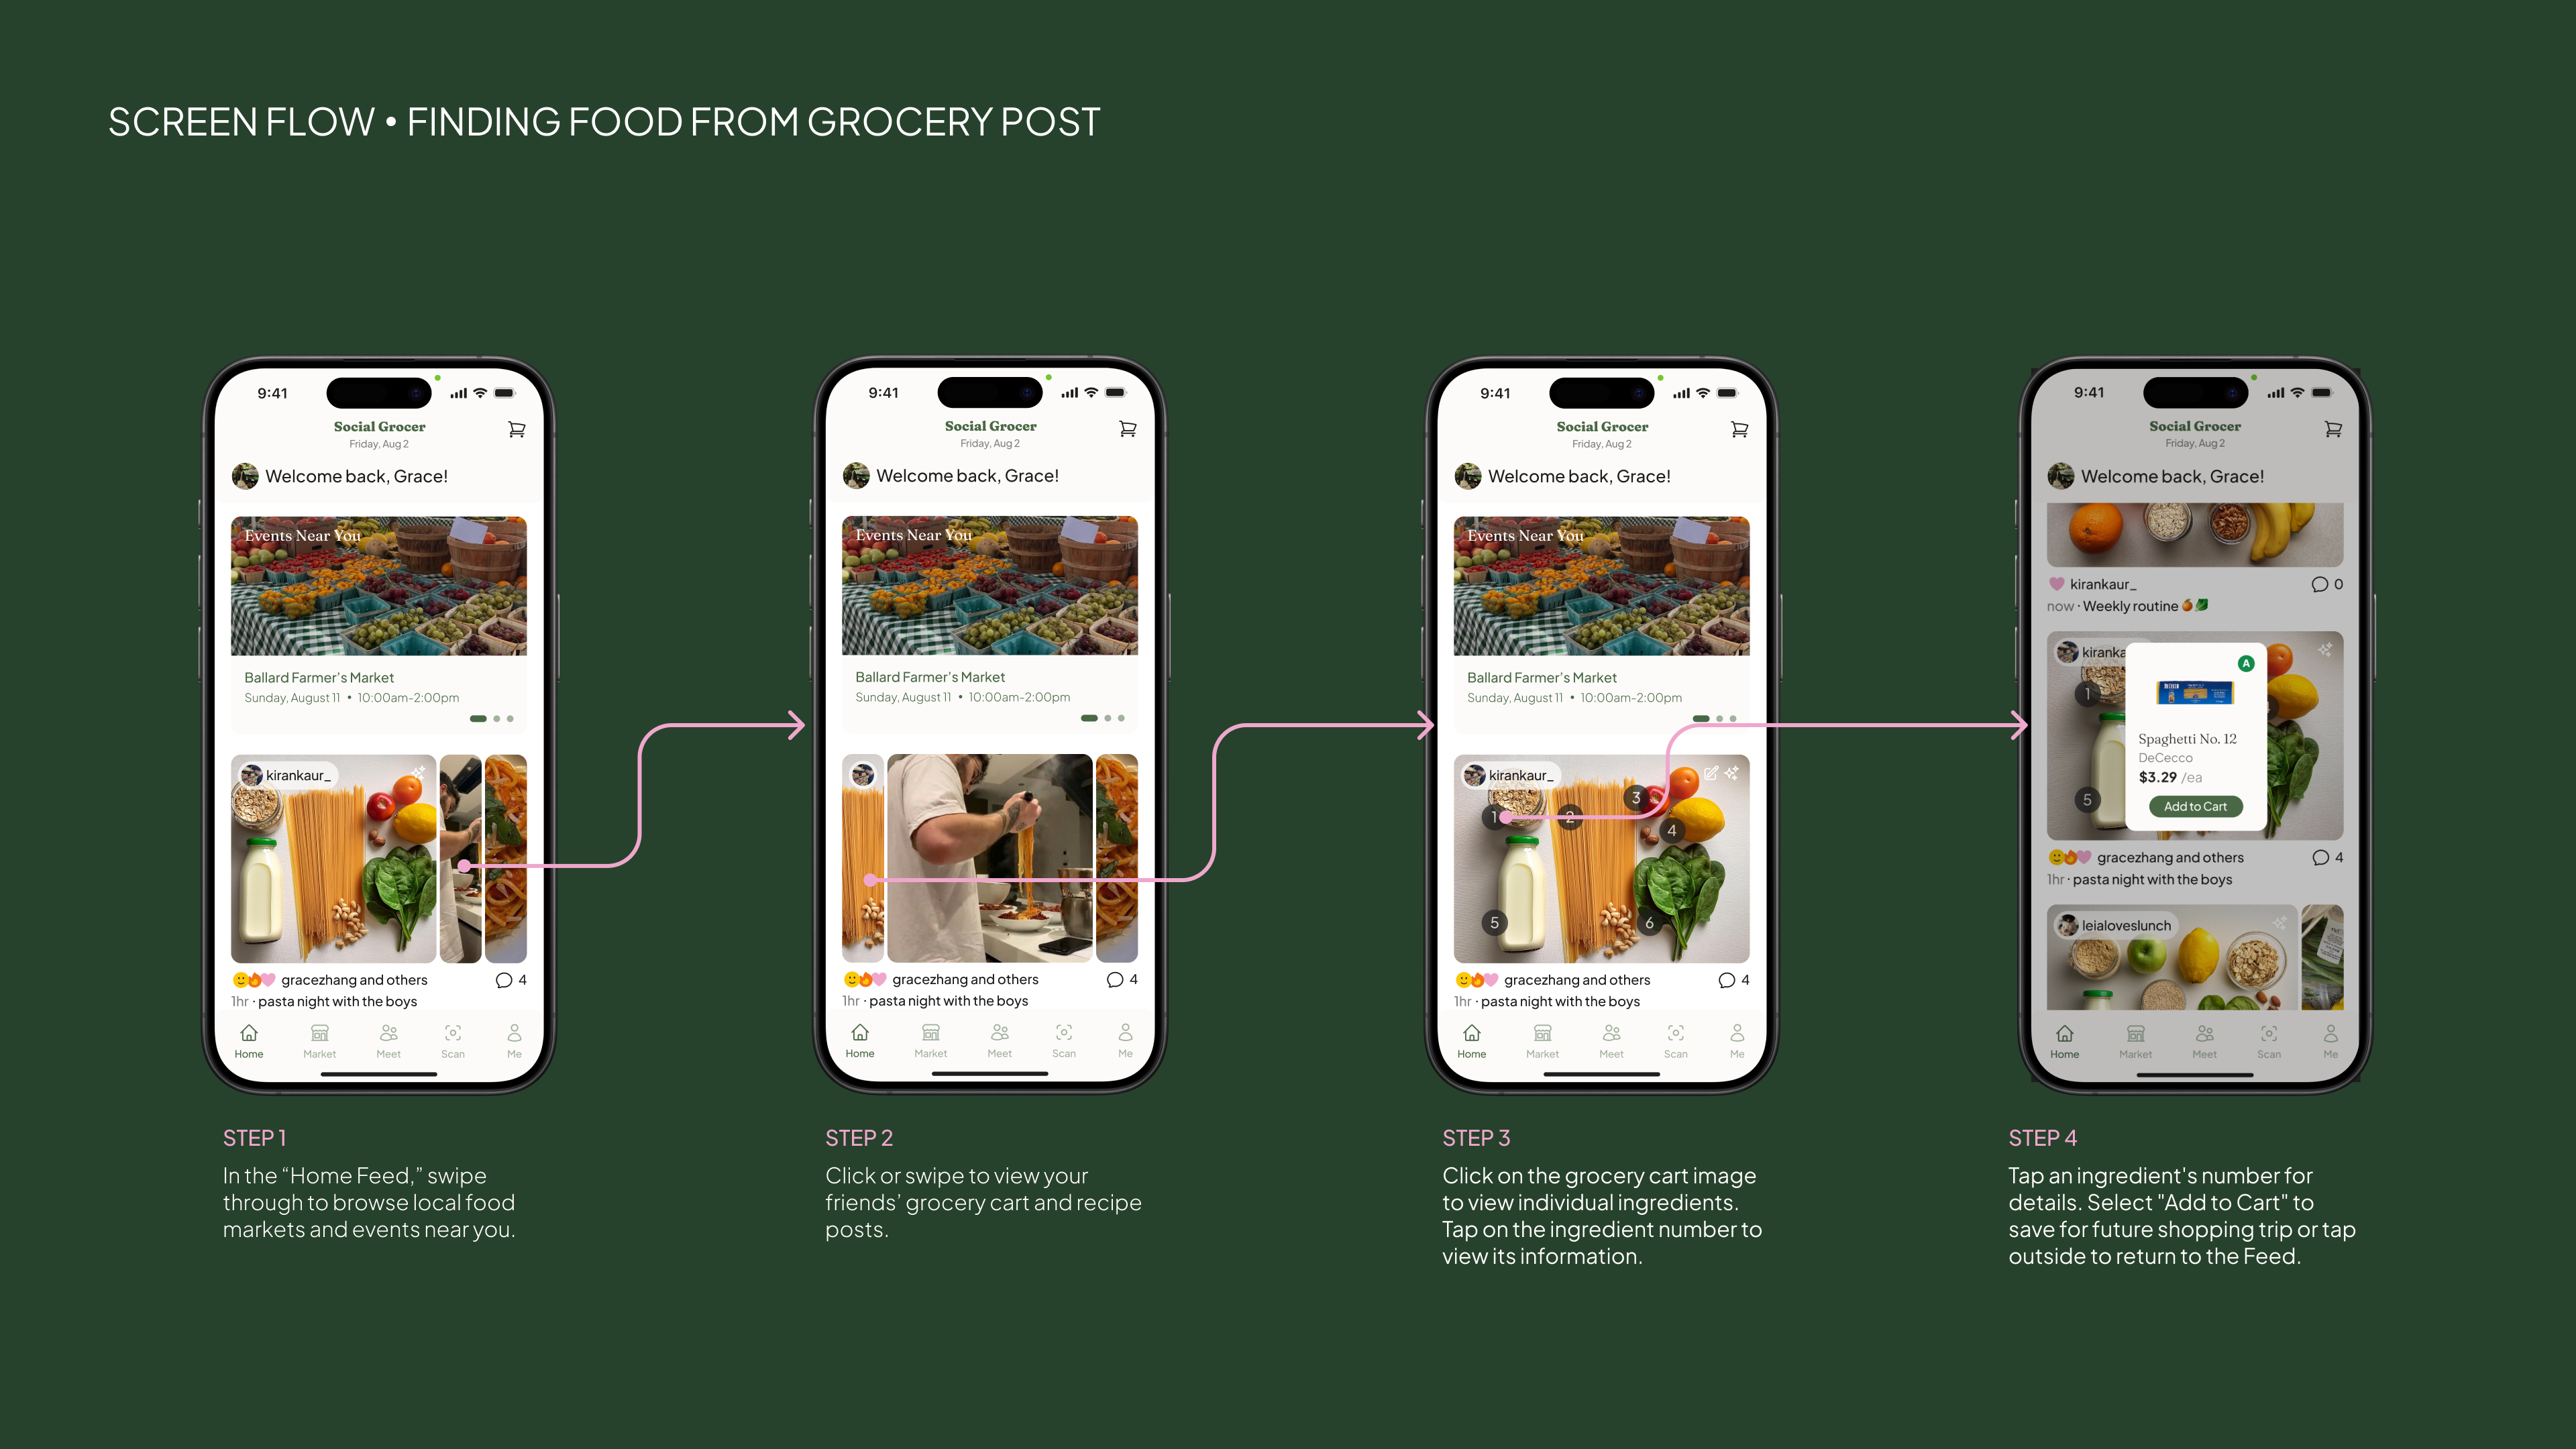 SCREEN FLOW • FINDING FOOD FROM GROCERY POST
9:41
Social Grocer
Friday, Aug 2
Welcome back, Grace!
Events Near You
Ballard Farmer's Market
Sunday, August 11 • 10:00am-2:00pm
kirankaur_
gracezhang and others
4
1hr · pasta night with the boys
Home Market Meet Scan Me
STEP 1
In the “Home Feed,” swipe
through to browse local food
markets and events near you.
9:41
Social Grocer
Friday, Aug 2
Welcome back, Grace!
Events Near You
Ballard Farmer's Market
Sunday, August 11 • 10:00am-2:00pm
gracezhang and others
4
1hr · pasta night with the boys
Home Market Meet Scan Me
STEP 2
Click or swipe to view your
friends’ grocery cart and recipe
posts.
9:41
Social Grocer
Friday, Aug 2
Welcome back, Grace!
Events Near You
Ballard Farmer's Market
Sunday, August 11 • 10:00am-2:00pm
kirankaur_
3
1
2
4
5
6
gracezhang and others
4
1hr · pasta night with the boys
Home Market Meet Scan Me
STEP 3
Click on the grocery cart image
to view individual ingredients.
Tap on the ingredient number to
view its information.
9:41
Social Grocer
Friday, Aug 2
Welcome back, Grace!
kirankaur_
0
now · Weekly routine
kiranka
A
1
Spaghetti No. 12
DeCecco
$3.29 /ea
5
Add to Cart
gracezhang and others
4
1hr · pasta night with the boys
leialoveslunch
Home Market Meet Scan Me
STEP 4
Tap an ingredient's number for
details. Select "Add to Cart" to
save for future shopping trip or tap
outside to return to the Feed.